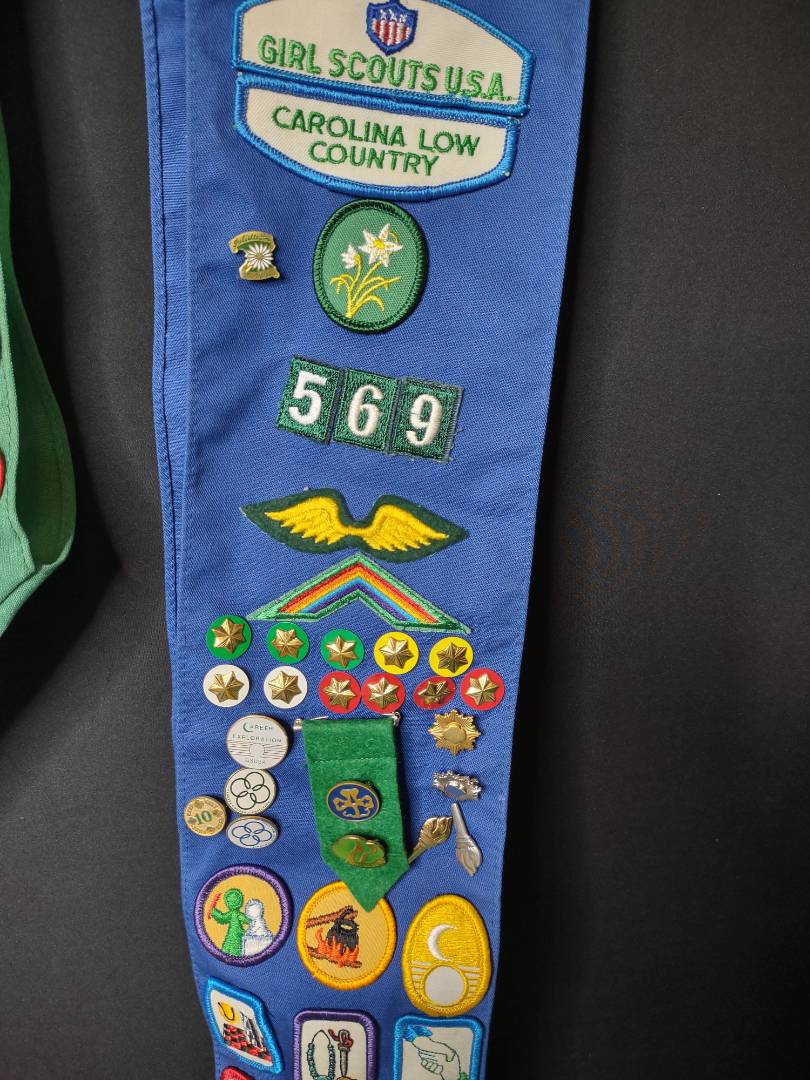 GIRL SCOUTS U.S.A.
CAROLINA LOW
COUNTRY
569
CAREER
EXPLORATION
10